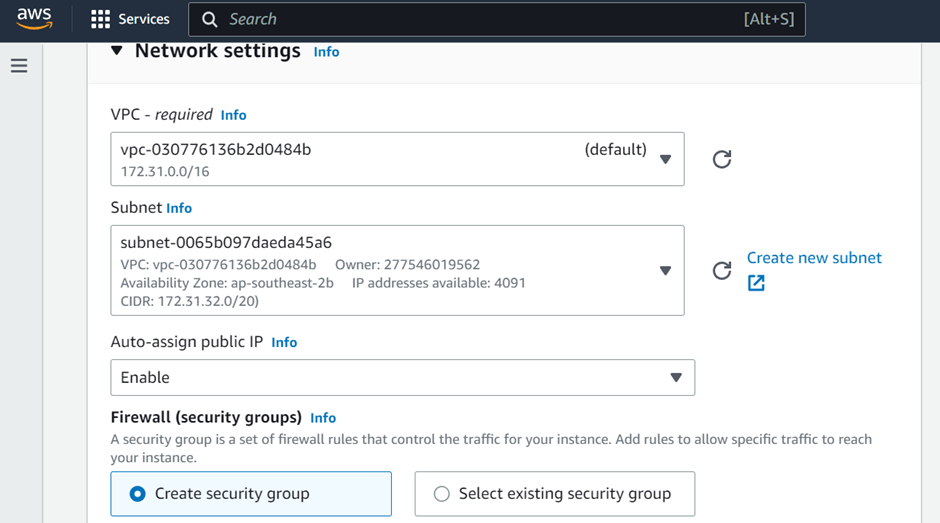 aws Services Search [Alt+S]
Network settings Info
VPC - required Info
vpc-030776136b2d0484b (default)
172.31.0.0/16
Subnet Info
subnet-0065b097daeda45a6
VPC: vpc-030776136b2d0484b Owner: 277546019562
Availability Zone: ap-southeast-2b IP addresses available: 4091
CIDR: 172.31.32.0/20)
Create new subnet
Auto-assign public IP Info
Enable
Firewall (security groups) Info
A security group is a set of firewall rules that control the traffic for your instance. Add rules to allow specific traffic to reach
your instance.
Create security group Select existing security group